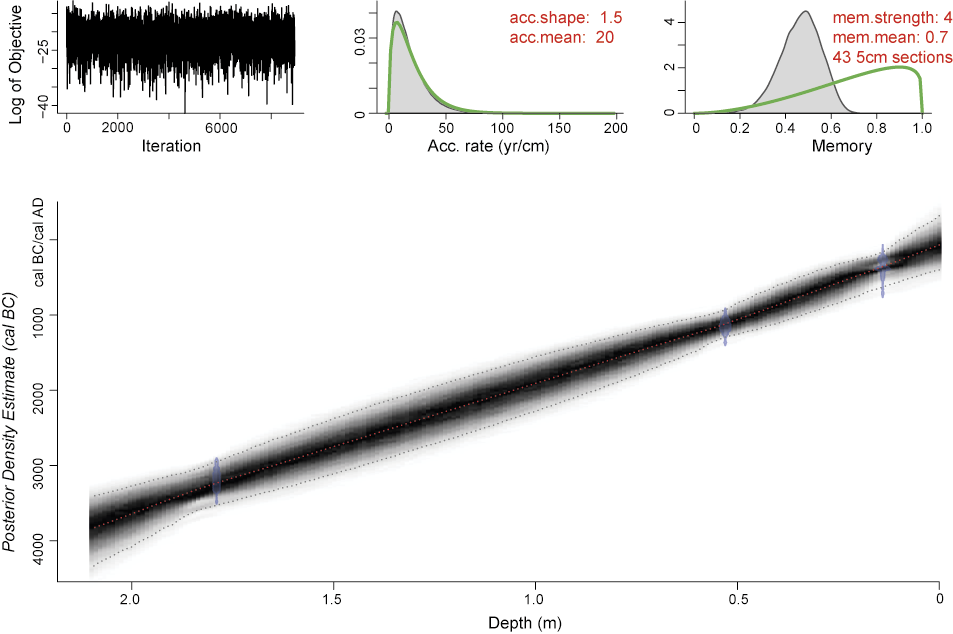 Log of Objective
−25
−40
0
2000
6000
Iteration
acc.shape: 1.5
acc.mean: 20
0.03
0
0
50
100
150
200
Acc. rate (yr/cm)
mem.strength: 4
mem.mean: 0.7
43 5cm sections
4
2
0
0
0.2
0.4
0.6
0.8
1.0
Memory
Posterior Density Estimate (cal BC)
cal BC/cal AD
1000
2000
3000
4000
2.0
1.5
1.0
0.5
0
Depth (m)